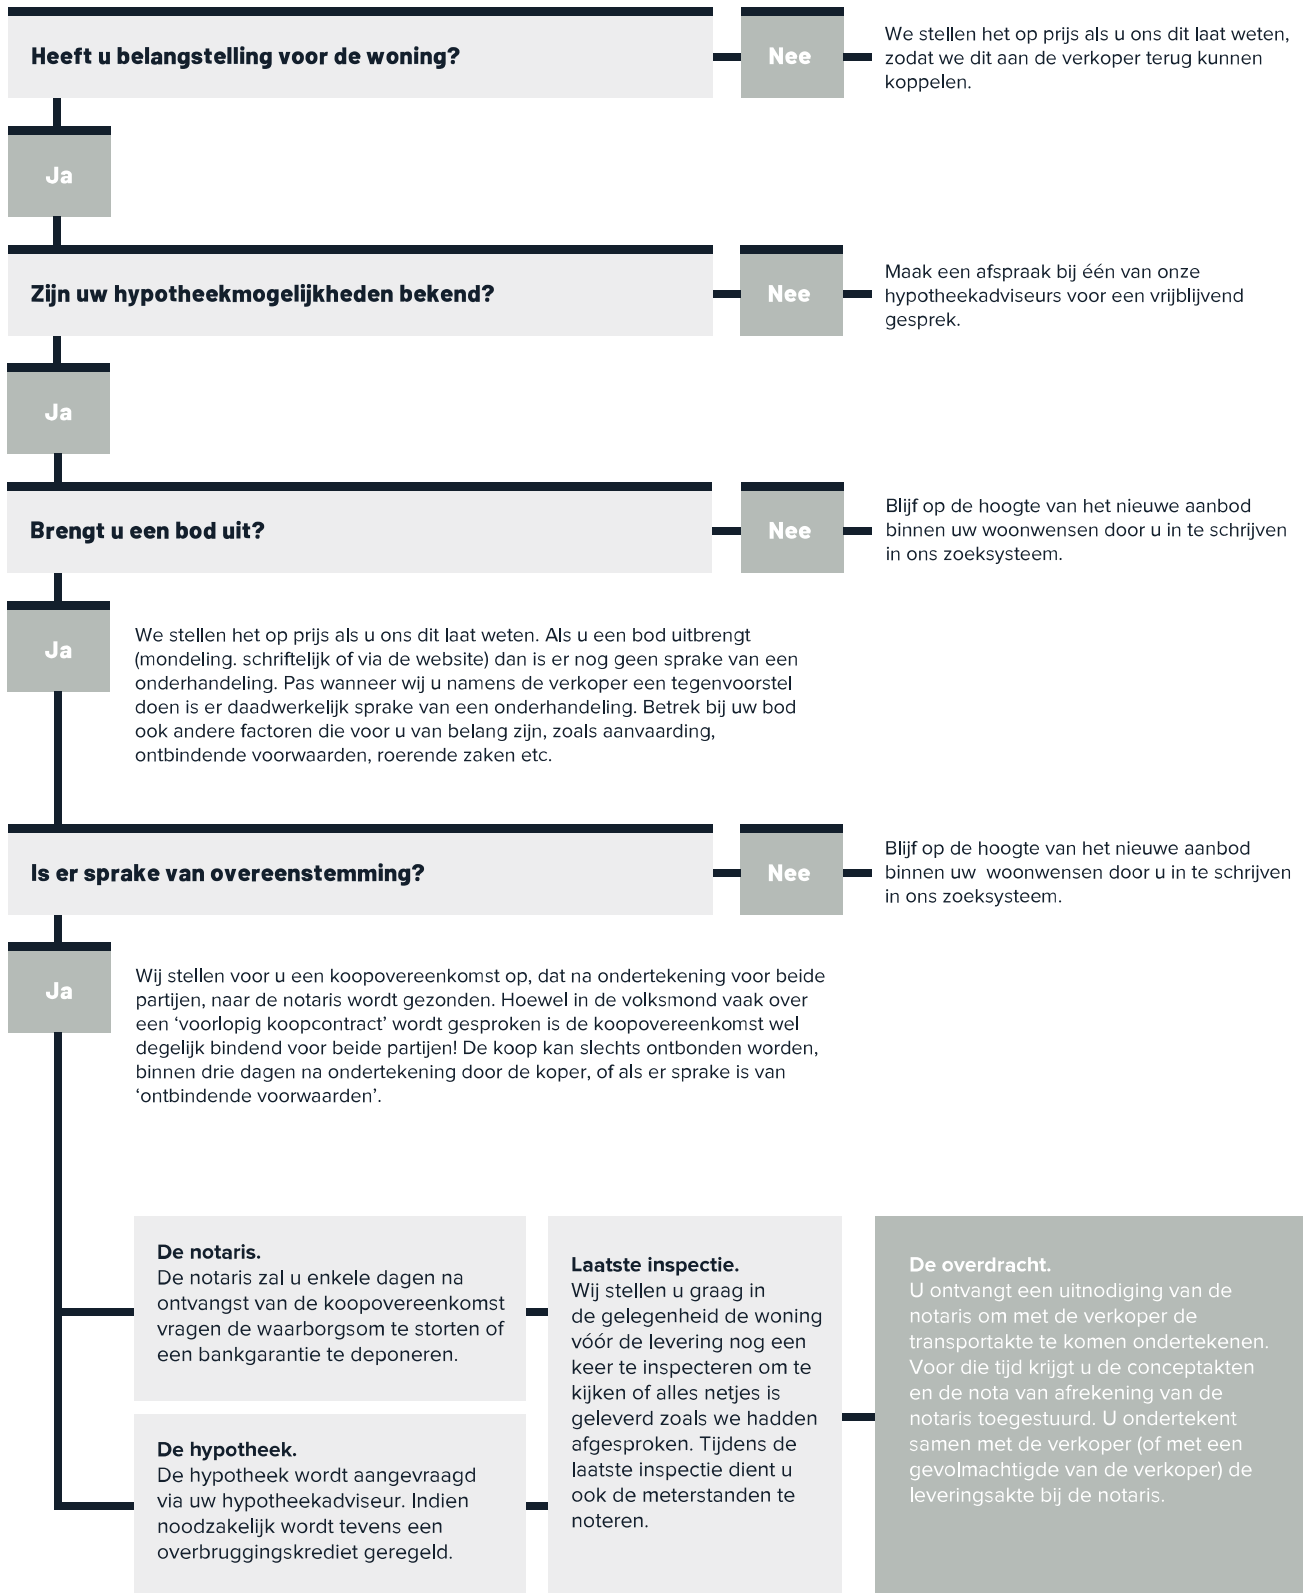 Heeft u belangstelling voor de woning?
Nee
We stellen het op prijs als u ons dit laat weten,
zodat we dit aan de verkoper terug kunnen
koppelen.
Ja
Zijn uw hypotheekmogelijkheden bekend?
Nee
Maak een afspraak bij één van onze
hypotheekadviseurs voor een vrijblijvend
gesprek.
Ja
Brengt u een bod uit?
Nee
Blijf op de hoogte van het nieuwe aanbod
binnen uw woonwensen door u in te schrijven
in ons zoeksysteem.
Ja
We stellen het op prijs als u ons dit laat weten. Als u een bod uitbrengt
(mondeling. schriftelijk of via de website) dan is er nog geen sprake van een
onderhandeling. Pas wanneer wij u namens de verkoper een tegenvoorstel
doen is er daadwerkelijk sprake van een onderhandeling. Betrek bij uw bod
ook andere factoren die voor u van belang zijn, zoals aanvaarding,
ontbindende voorwaarden, roerende zaken etc.
Is er sprake van overeenstemming?
Nee
Blijf op de hoogte van het nieuwe aanbod
binnen uw  woonwensen door u in te schrijven
in ons zoeksysteem.
Ja
Wij stellen voor u een koopovereenkomst op, dat na ondertekening voor beide
partijen, naar de notaris wordt gezonden. Hoewel in de volksmond vaak over
een ‘voorlopig koopcontract’ wordt gesproken is de koopovereenkomst wel
degelijk bindend voor beide partijen! De koop kan slechts ontbonden worden,
binnen drie dagen na ondertekening door de koper, of als er sprake is van
‘ontbindende voorwaarden’.
De notaris.
De notaris zal u enkele dagen na
ontvangst van de koopovereenkomst
vragen de waarborgsom te storten of
een bankgarantie te deponeren.
De hypotheek.
De hypotheek wordt aangevraagd
via uw hypotheekadviseur. Indien
noodzakelijk wordt tevens een
overbruggingskrediet geregeld.
Laatste inspectie.
Wij stellen u graag in
de gelegenheid de woning
vóór de levering nog een
keer te inspecteren om te
kijken of alles netjes is
geleverd zoals we hadden
afgesproken. Tijdens de
laatste inspectie dient u
ook de meterstanden te
noteren.
De overdracht.
U ontvangt een uitnodiging van de
notaris om met de verkoper de
transportakte te komen ondertekenen.
Voor die tijd krijgt u de conceptakten
en de nota van afrekening van de
notaris toegestuurd. U ondertekent
samen met de verkoper (of met een
gevolmachtigde van de verkoper) de
leveringsakte bij de notaris.